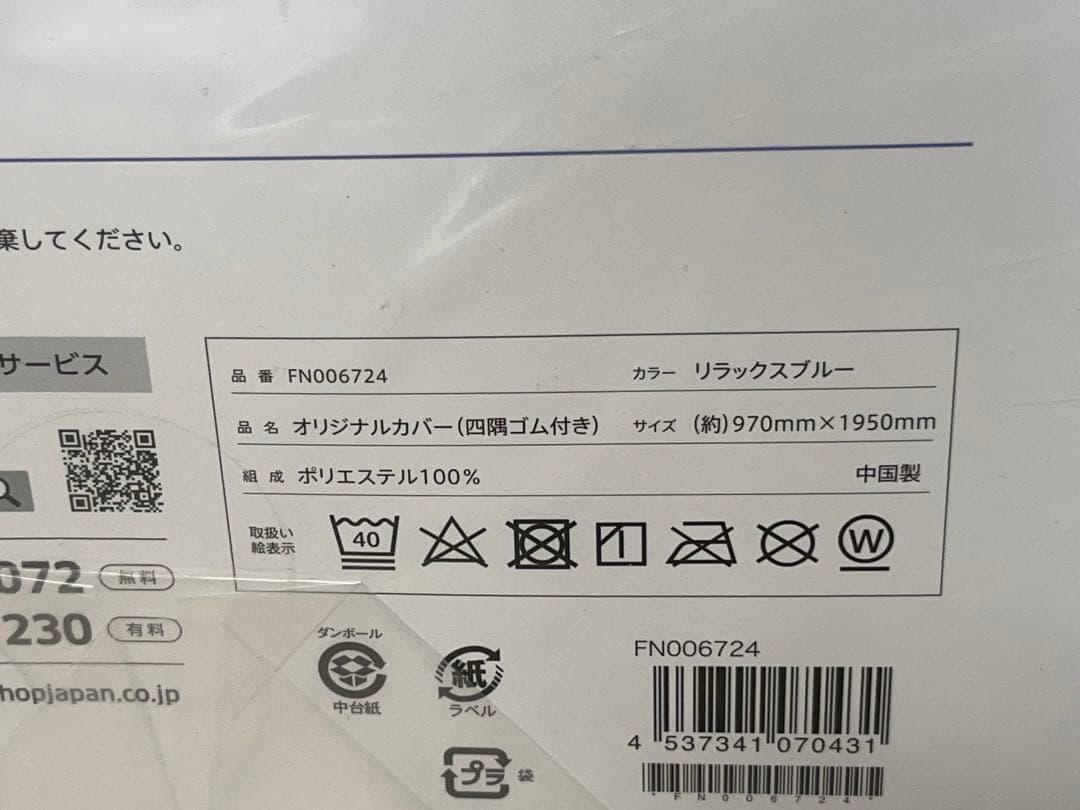 棄してください。
サービス
品 番 FN006724 カラー リラックスブルー
品 名 オリジナルカバー(四隅ゴム付き) サイズ (約)970mm×1950mm
組 成 ポリエステル100% 中国製
取扱い
絵表示
40
W
072 無料
230 有料
hopjapan.co.jp
ダンボール
中台紙
紙
ラベル
プラ 袋
FN006724
4 537341 070431
*FN006724*